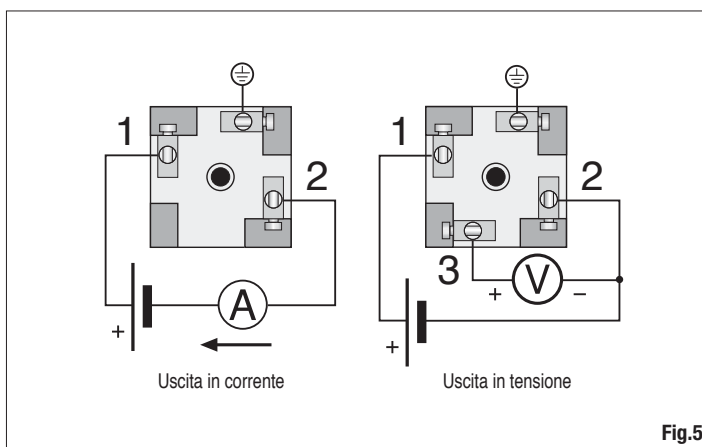 1
2
A
+
Uscita in corrente
1
2
3
+ V –
+
Uscita in tensione
Fig.5